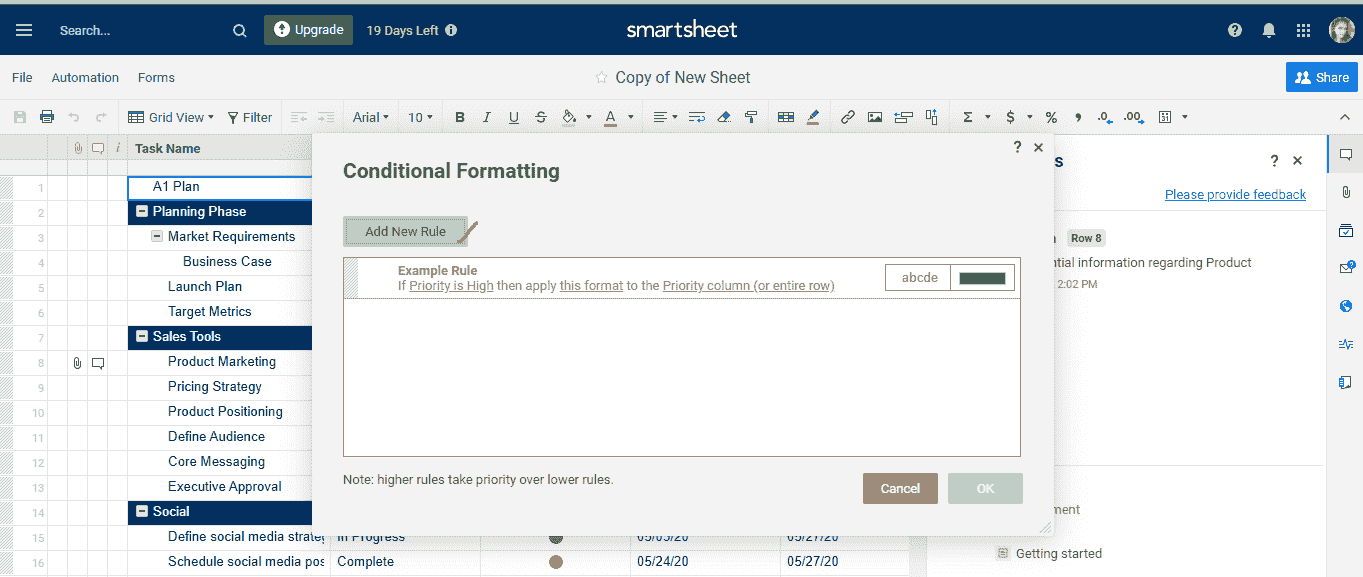 Search...
Upgrade
19 Days Left
smartsheet
File
Automation
Forms
Copy of New Sheet
Share
Grid View
Filter
Arial
10
B
I
U
S
A
Σ
$
%
.0
.00
31
i
Task Name
1
A1 Plan
2
Planning Phase
3
Market Requirements
4
Business Case
5
Launch Plan
6
Target Metrics
7
Sales Tools
8
Product Marketing
9
Pricing Strategy
10
Product Positioning
11
Define Audience
12
Core Messaging
13
Executive Approval
14
Social
15
Define social media strate
In Progress
05/03/20
05/27/20
16
Schedule social media pos
Complete
05/24/20
05/27/20
Conditional Formatting
?
Add New Rule
Example Rule
If Priority is High then apply this format to the Priority column (or entire row)
abcde
Note: higher rules take priority over lower rules.
Cancel
OK
s
?
Please provide feedback
Row 8
ntial information regarding Product
2:02 PM
ment
Getting started